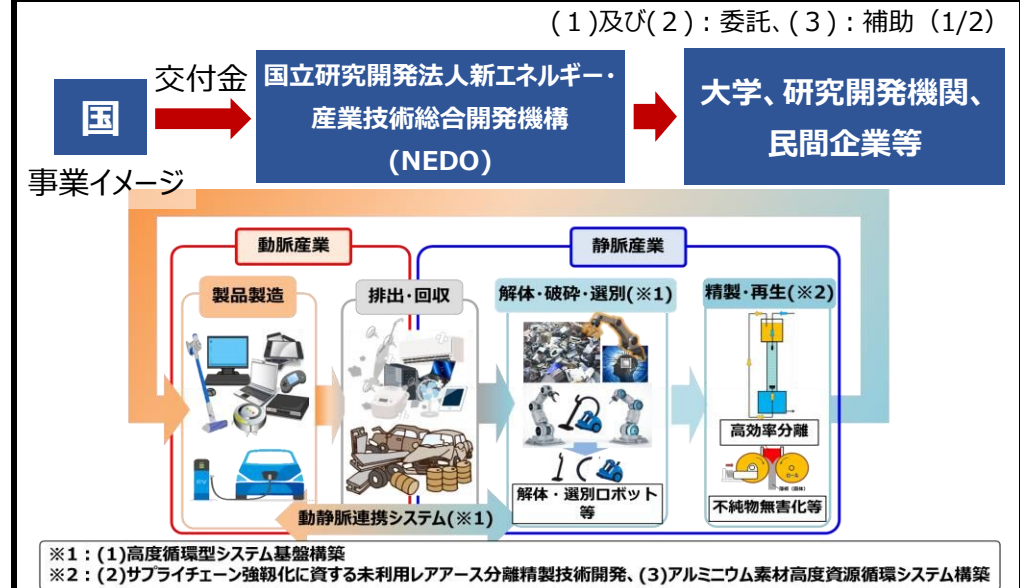 (1)及び(2):委託、(3):補助(1/2)
国
交付金
国立研究開発法人新エネルギー・
産業技術総合開発機構
(NEDO)
大学、研究開発機関、
民間企業等
事業イメージ
動脈産業
静脈産業
製品製造
排出・回収
解体・破砕・選別(※1)
精製・再生(※2)
高効率分離
解体・選別ロボット
等
不純物無害化等
動静脈連携システム(※1)
※1:(1)高度循環型システム基盤構築
※2:(2)サプライチェーン強靱化に資する未利用レアアース分離精製技術開発、(3)アルミニウム素材高度資源循環システム構築